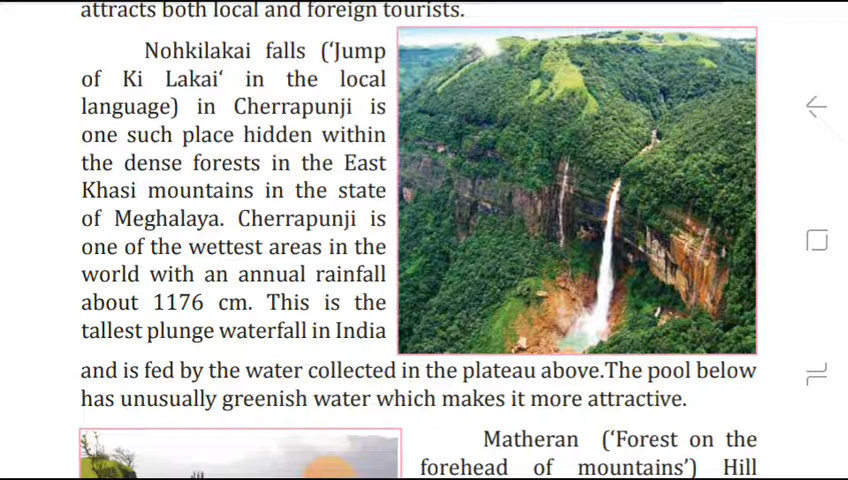 attracts both local and foreign tourists.
Nohkilakai falls (‘Jump
of Ki Lakai‘ in the local
language) in Cherrapunji is
one such place hidden within
the dense forests in the East
Khasi mountains in the state
of Meghalaya. Cherrapunji is
one of the wettest areas in the
world with an annual rainfall
about 1176 cm. This is the
tallest plunge waterfall in India
and is fed by the water collected in the plateau above.The pool below
has unusually greenish water which makes it more attractive.
Matheran (‘Forest on the
forehead of mountains’) Hill